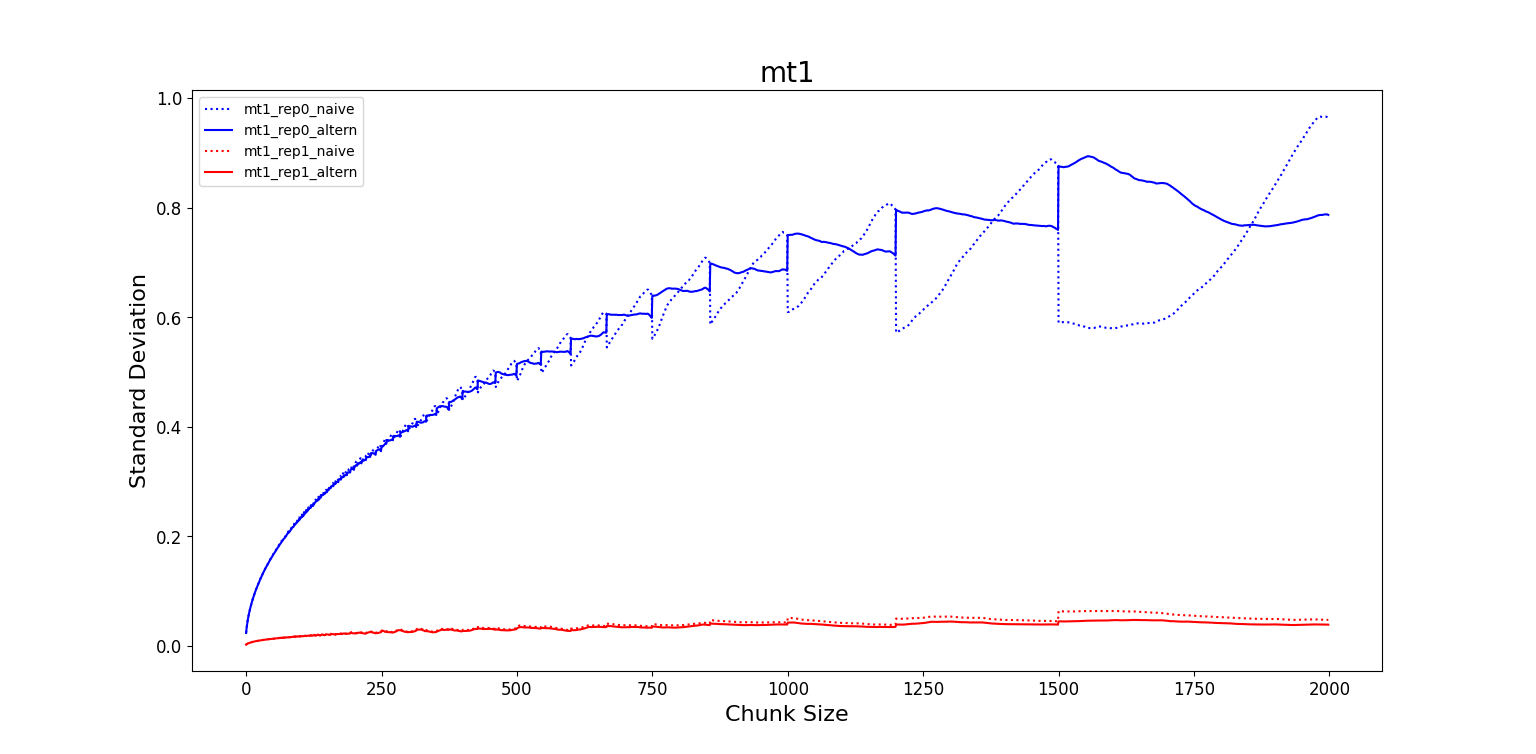 mt1
mt1_rep0_naive
mt1_rep0_altern
mt1_rep1_naive
mt1_rep1_altern
Standard Deviation
1.0
0.8
0.6
0.4
0.2
0.0
0 250 500 750 1000 1250 1500 1750 2000
Chunk Size